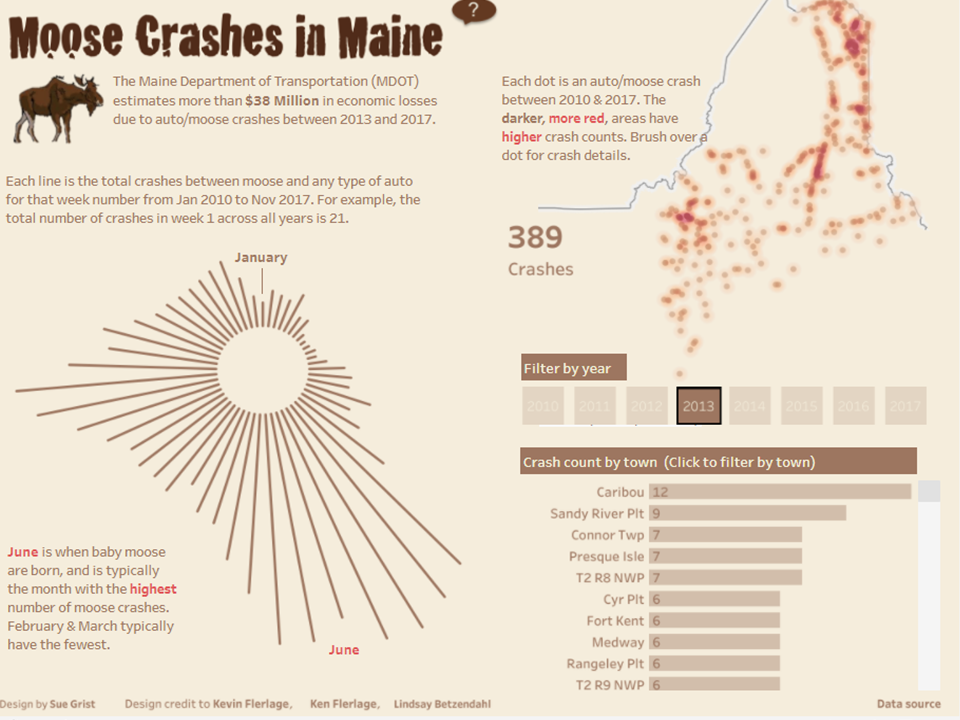 Moose Crashes in Maine
?
The Maine Department of Transportation (MDOT)
estimates more than $38 Million in economic losses
due to auto/moose crashes between 2013 and 2017.
Each line is the total crashes between moose and any type of auto
for that week number from Jan 2010 to Nov 2017. For example, the
total number of crashes in week 1 across all years is 21.
January
June
June is when baby moose
are born, and is typically
the month with the highest
number of moose crashes.
February & March typically
have the fewest.
Each dot is an auto/moose crash
between 2010 & 2017. The
darker, more red, areas have
higher crash counts. Brush over a
dot for crash details.
389
Crashes
Filter by year
2010 2011 2012 2013 2014 2015 2016 2017
Crash count by town (Click to filter by town)
Caribou 12
Sandy River Plt 9
Connor Twp 7
Presque Isle 7
T2 R8 NWP 7
Cyr Plt 6
Fort Kent 6
Medway 6
Rangeley Plt 6
T2 R9 NWP 6
Design by Sue Grist Design credit to Kevin Flerlage, Ken Flerlage, Lindsay Betzendahl Data source